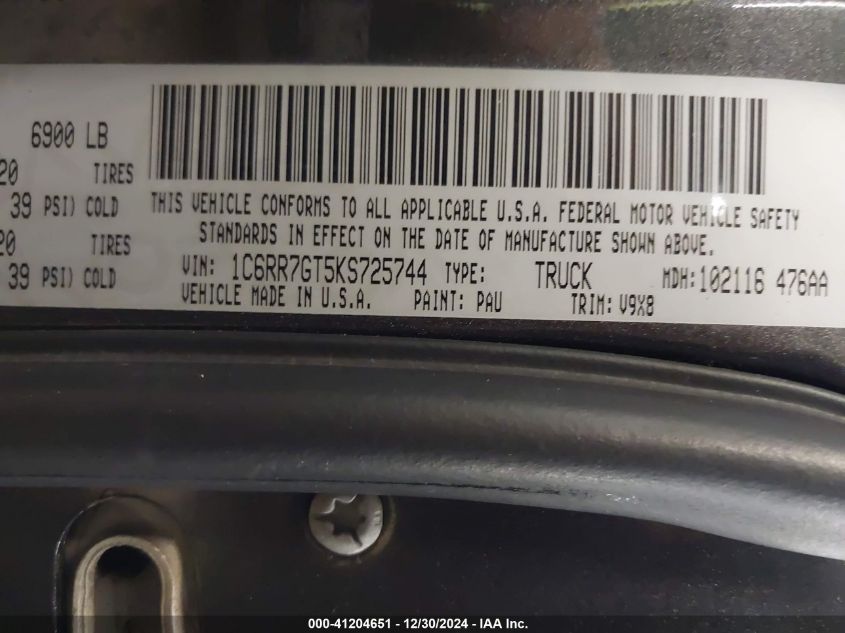 6900 LB
20 TIRES
39 PSI) COLD
20 TIRES
39 PSI) COLD
THIS VEHICLE CONFORMS TO ALL APPLICABLE U.S.A. FEDERAL MOTOR VEHICLE SAFETY
STANDARDS IN EFFECT ON THE DATE OF MANUFACTURE SHOWN ABOVE.
VIN: 1C6RR7GT5KS725744 TYPE: TRUCK MDH:102116 476AA
VEHICLE MADE IN U.S.A. PAINT: PAU TRIM: V9X8
000-41204651 - 12/30/2024 - IAA Inc.